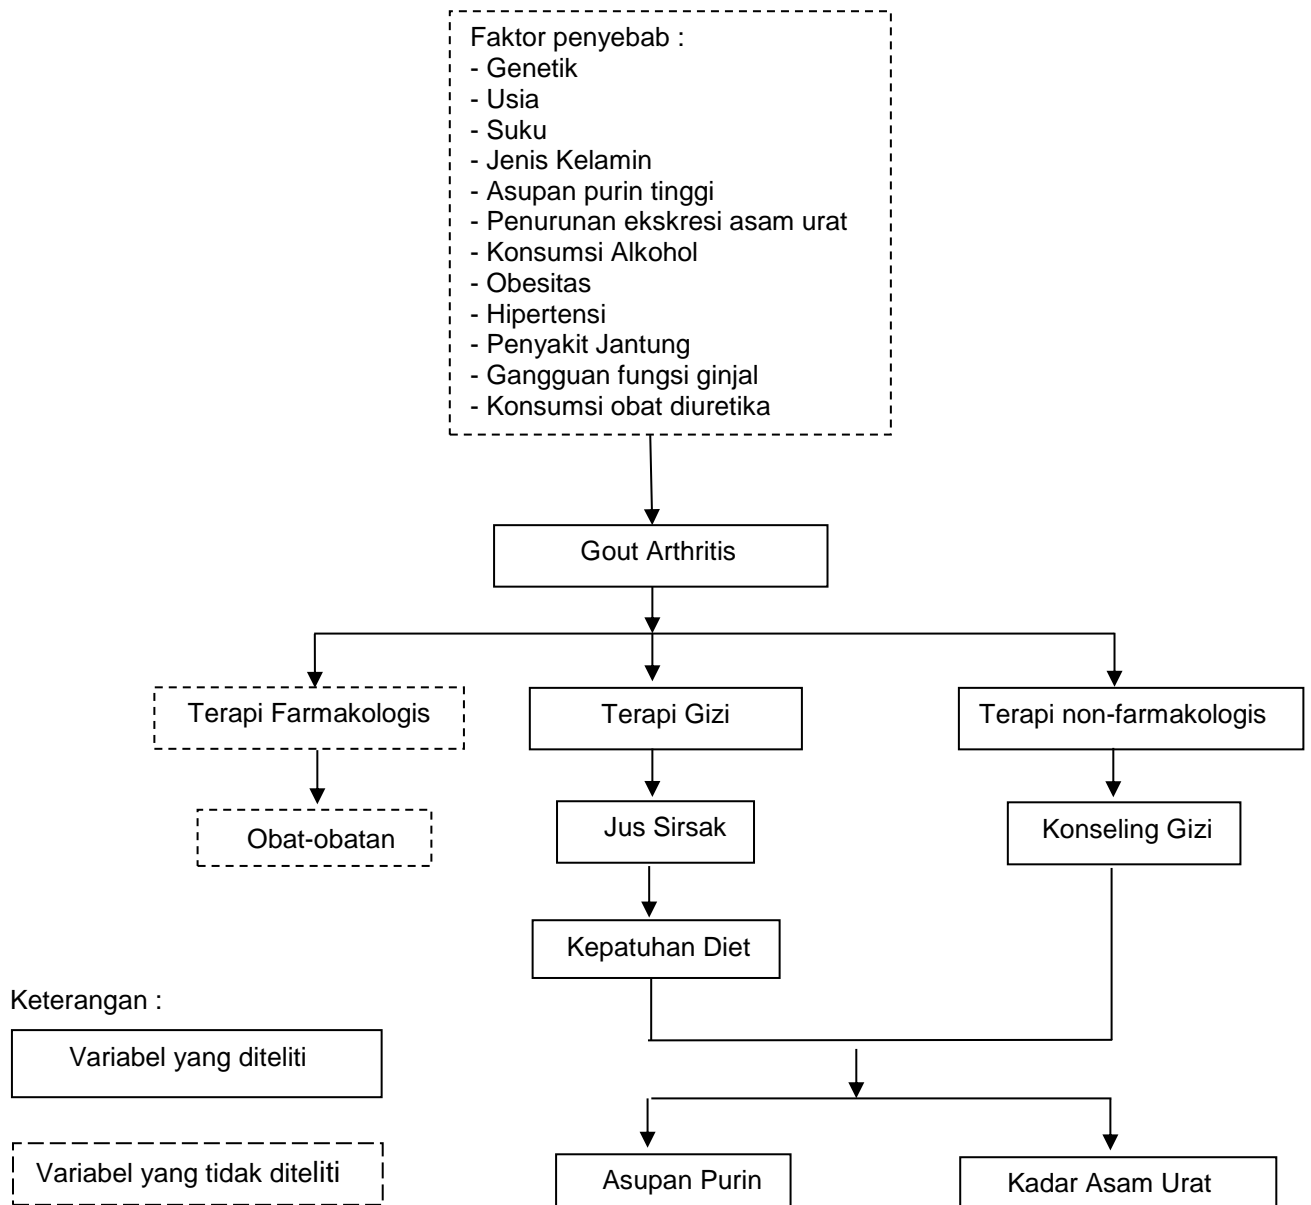 Faktor penyebab :
- Genetik
- Usia
- Suku
- Jenis Kelamin
- Asupan purin tinggi
- Penurunan ekskresi asam urat
- Konsumsi Alkohol
- Obesitas
- Hipertensi
- Penyakit Jantung
- Gangguan fungsi ginjal
- Konsumsi obat diuretika
Gout Arthritis
Terapi Farmakologis
Terapi Gizi
Terapi non-farmakologis
Obat-obatan
Jus Sirsak
Konseling Gizi
Kepatuhan Diet
Keterangan :
Variabel yang diteliti
Variabel yang tidak diteliti
Asupan Purin
Kadar Asam Urat